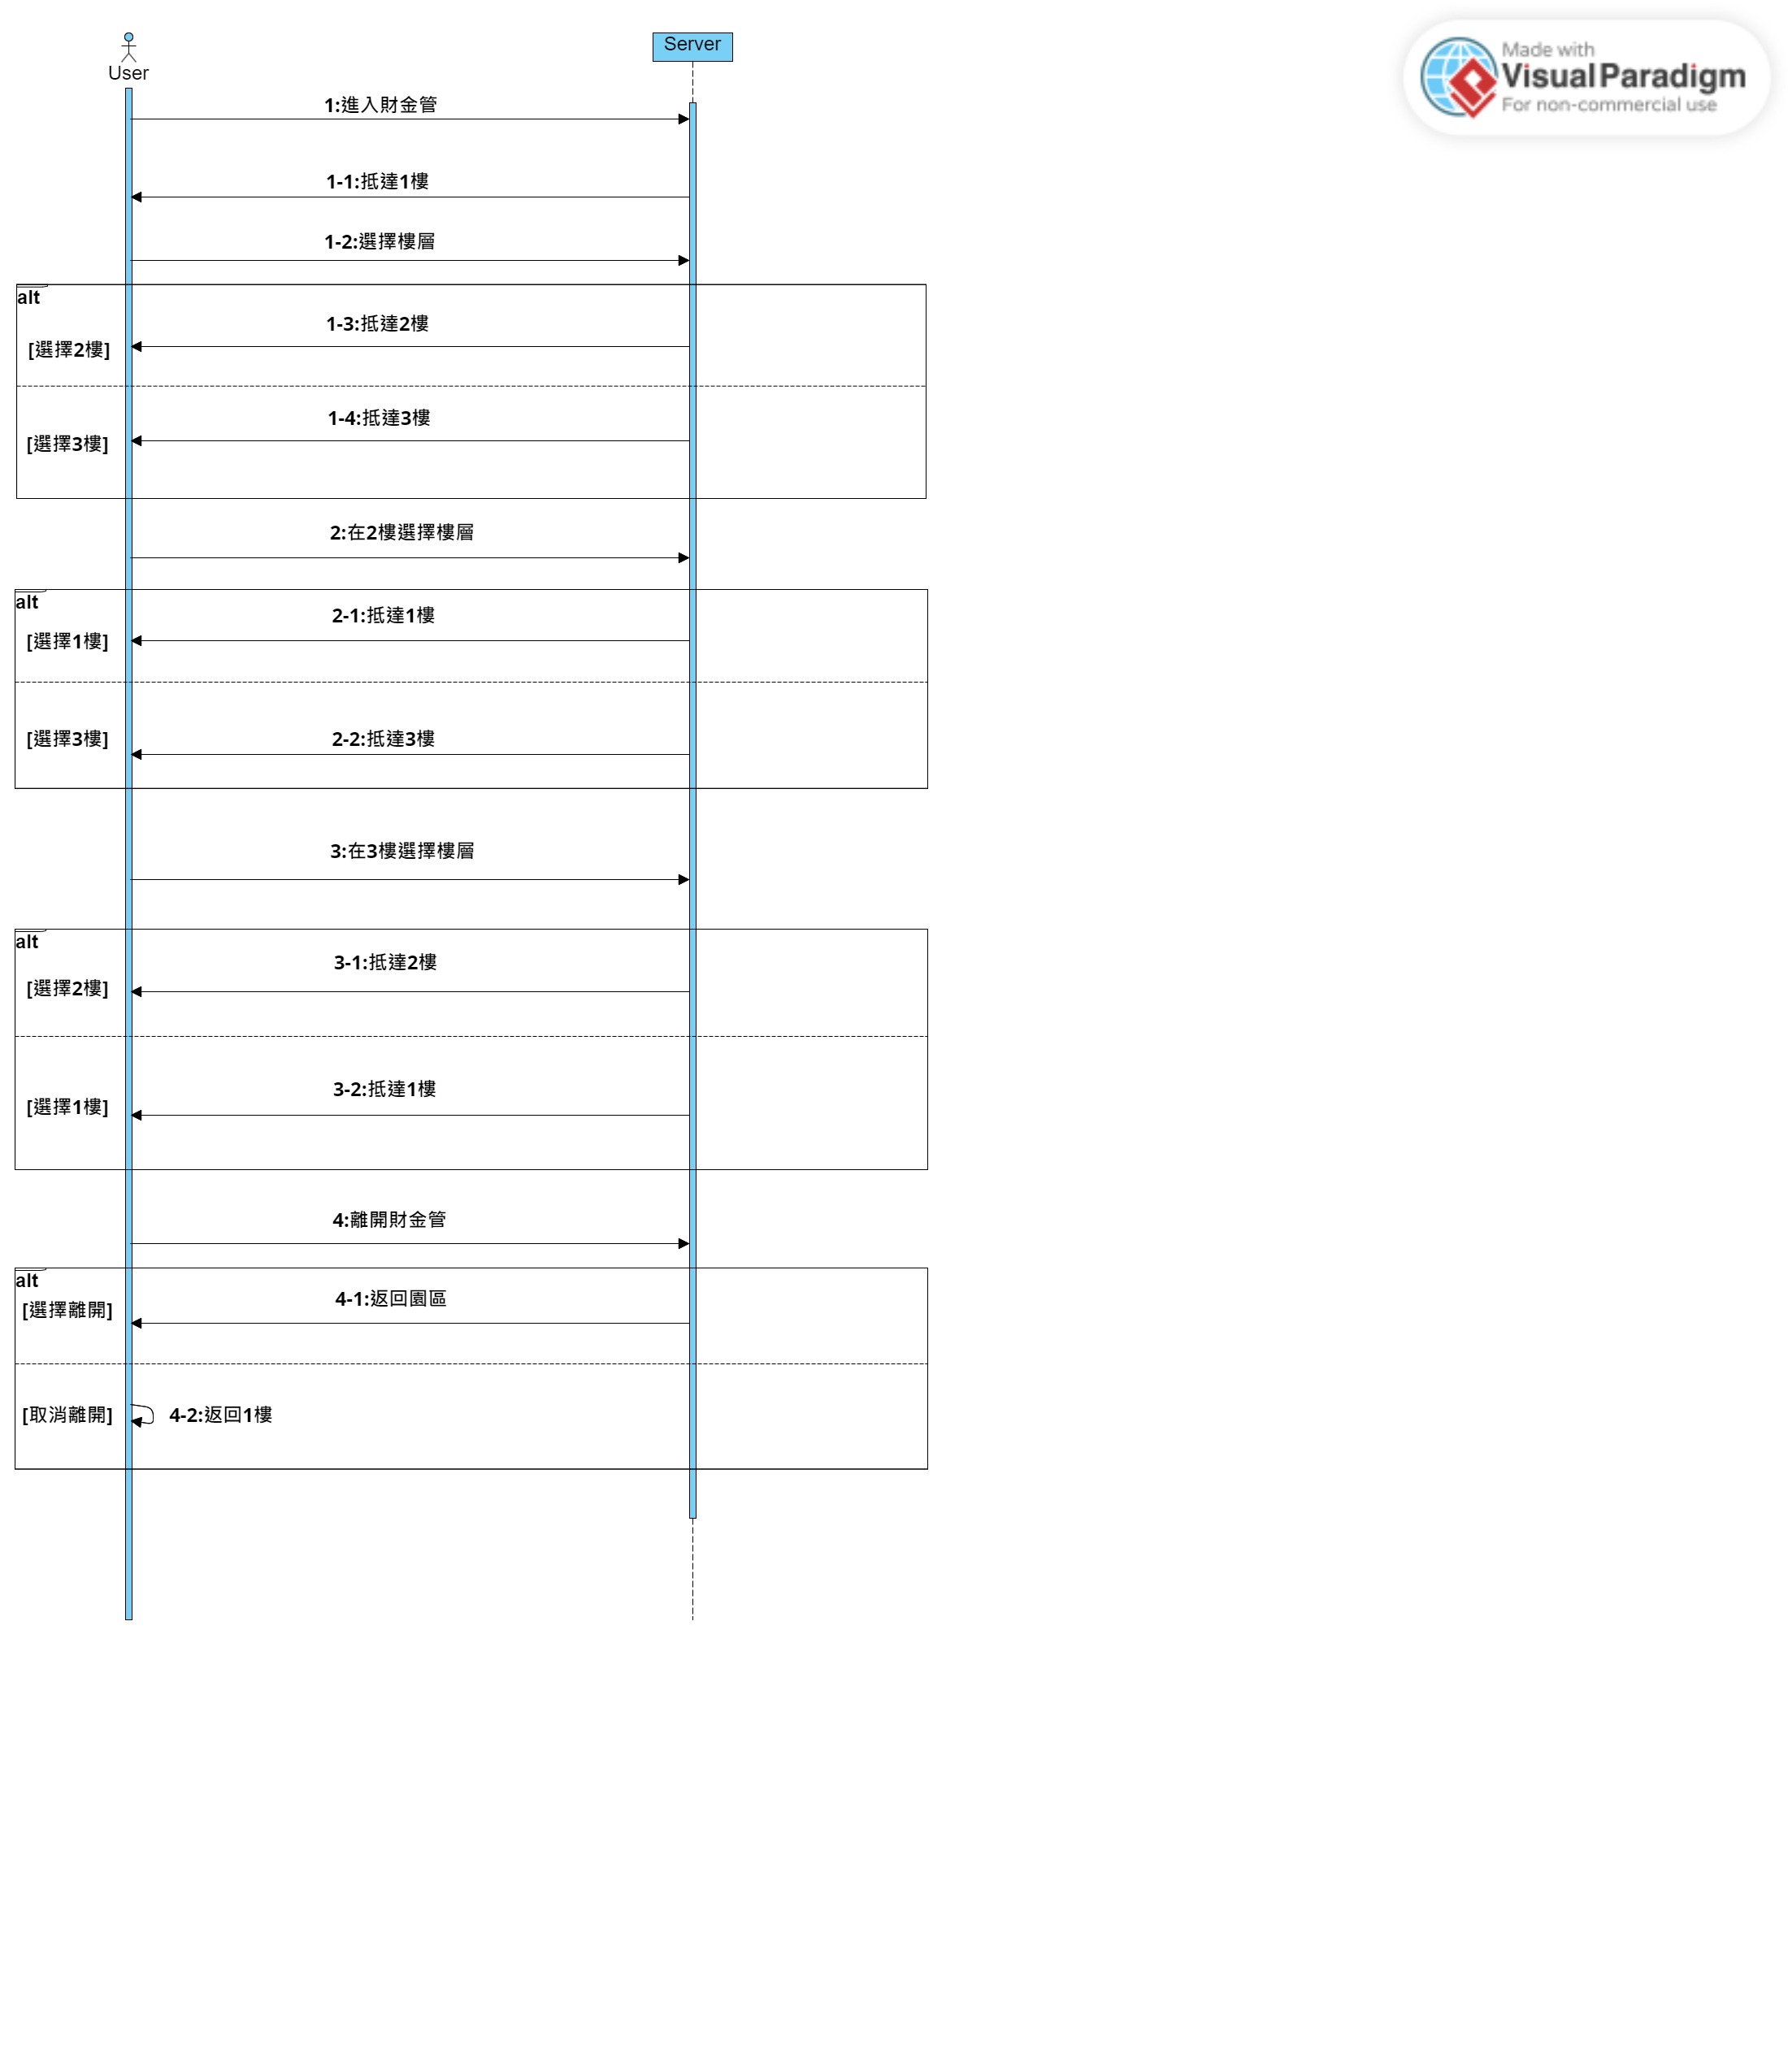 User
Server
Made with
Visual Paradigm
For non-commercial use
1:進入財金管
1-1:抵達1樓
1-2:選擇樓層
alt
1-3:抵達2樓
[選擇2樓]
1-4:抵達3樓
[選擇3樓]
2:在2樓選擇樓層
alt
2-1:抵達1樓
[選擇1樓]
[選擇3樓]
2-2:抵達3樓
3:在3樓選擇樓層
alt
3-1:抵達2樓
[選擇2樓]
3-2:抵達1樓
[選擇1樓]
4:離開財金管
alt
4-1:返回園區
[選擇離開]
[取消離開]
4-2:返回1樓